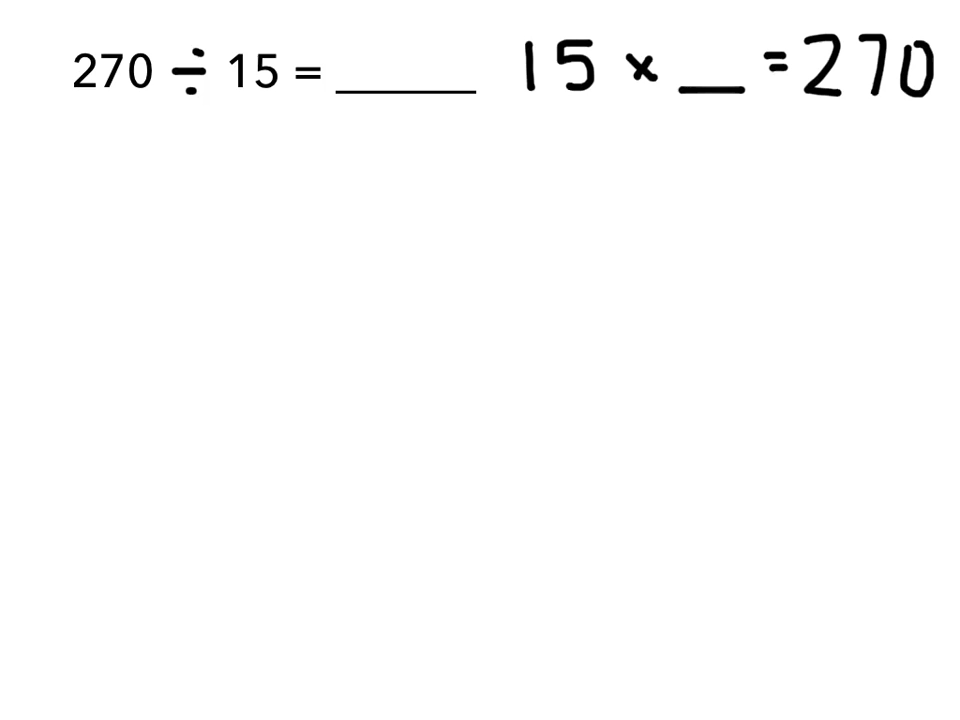 270 ÷ 15 = ______ 15 × __ = 270